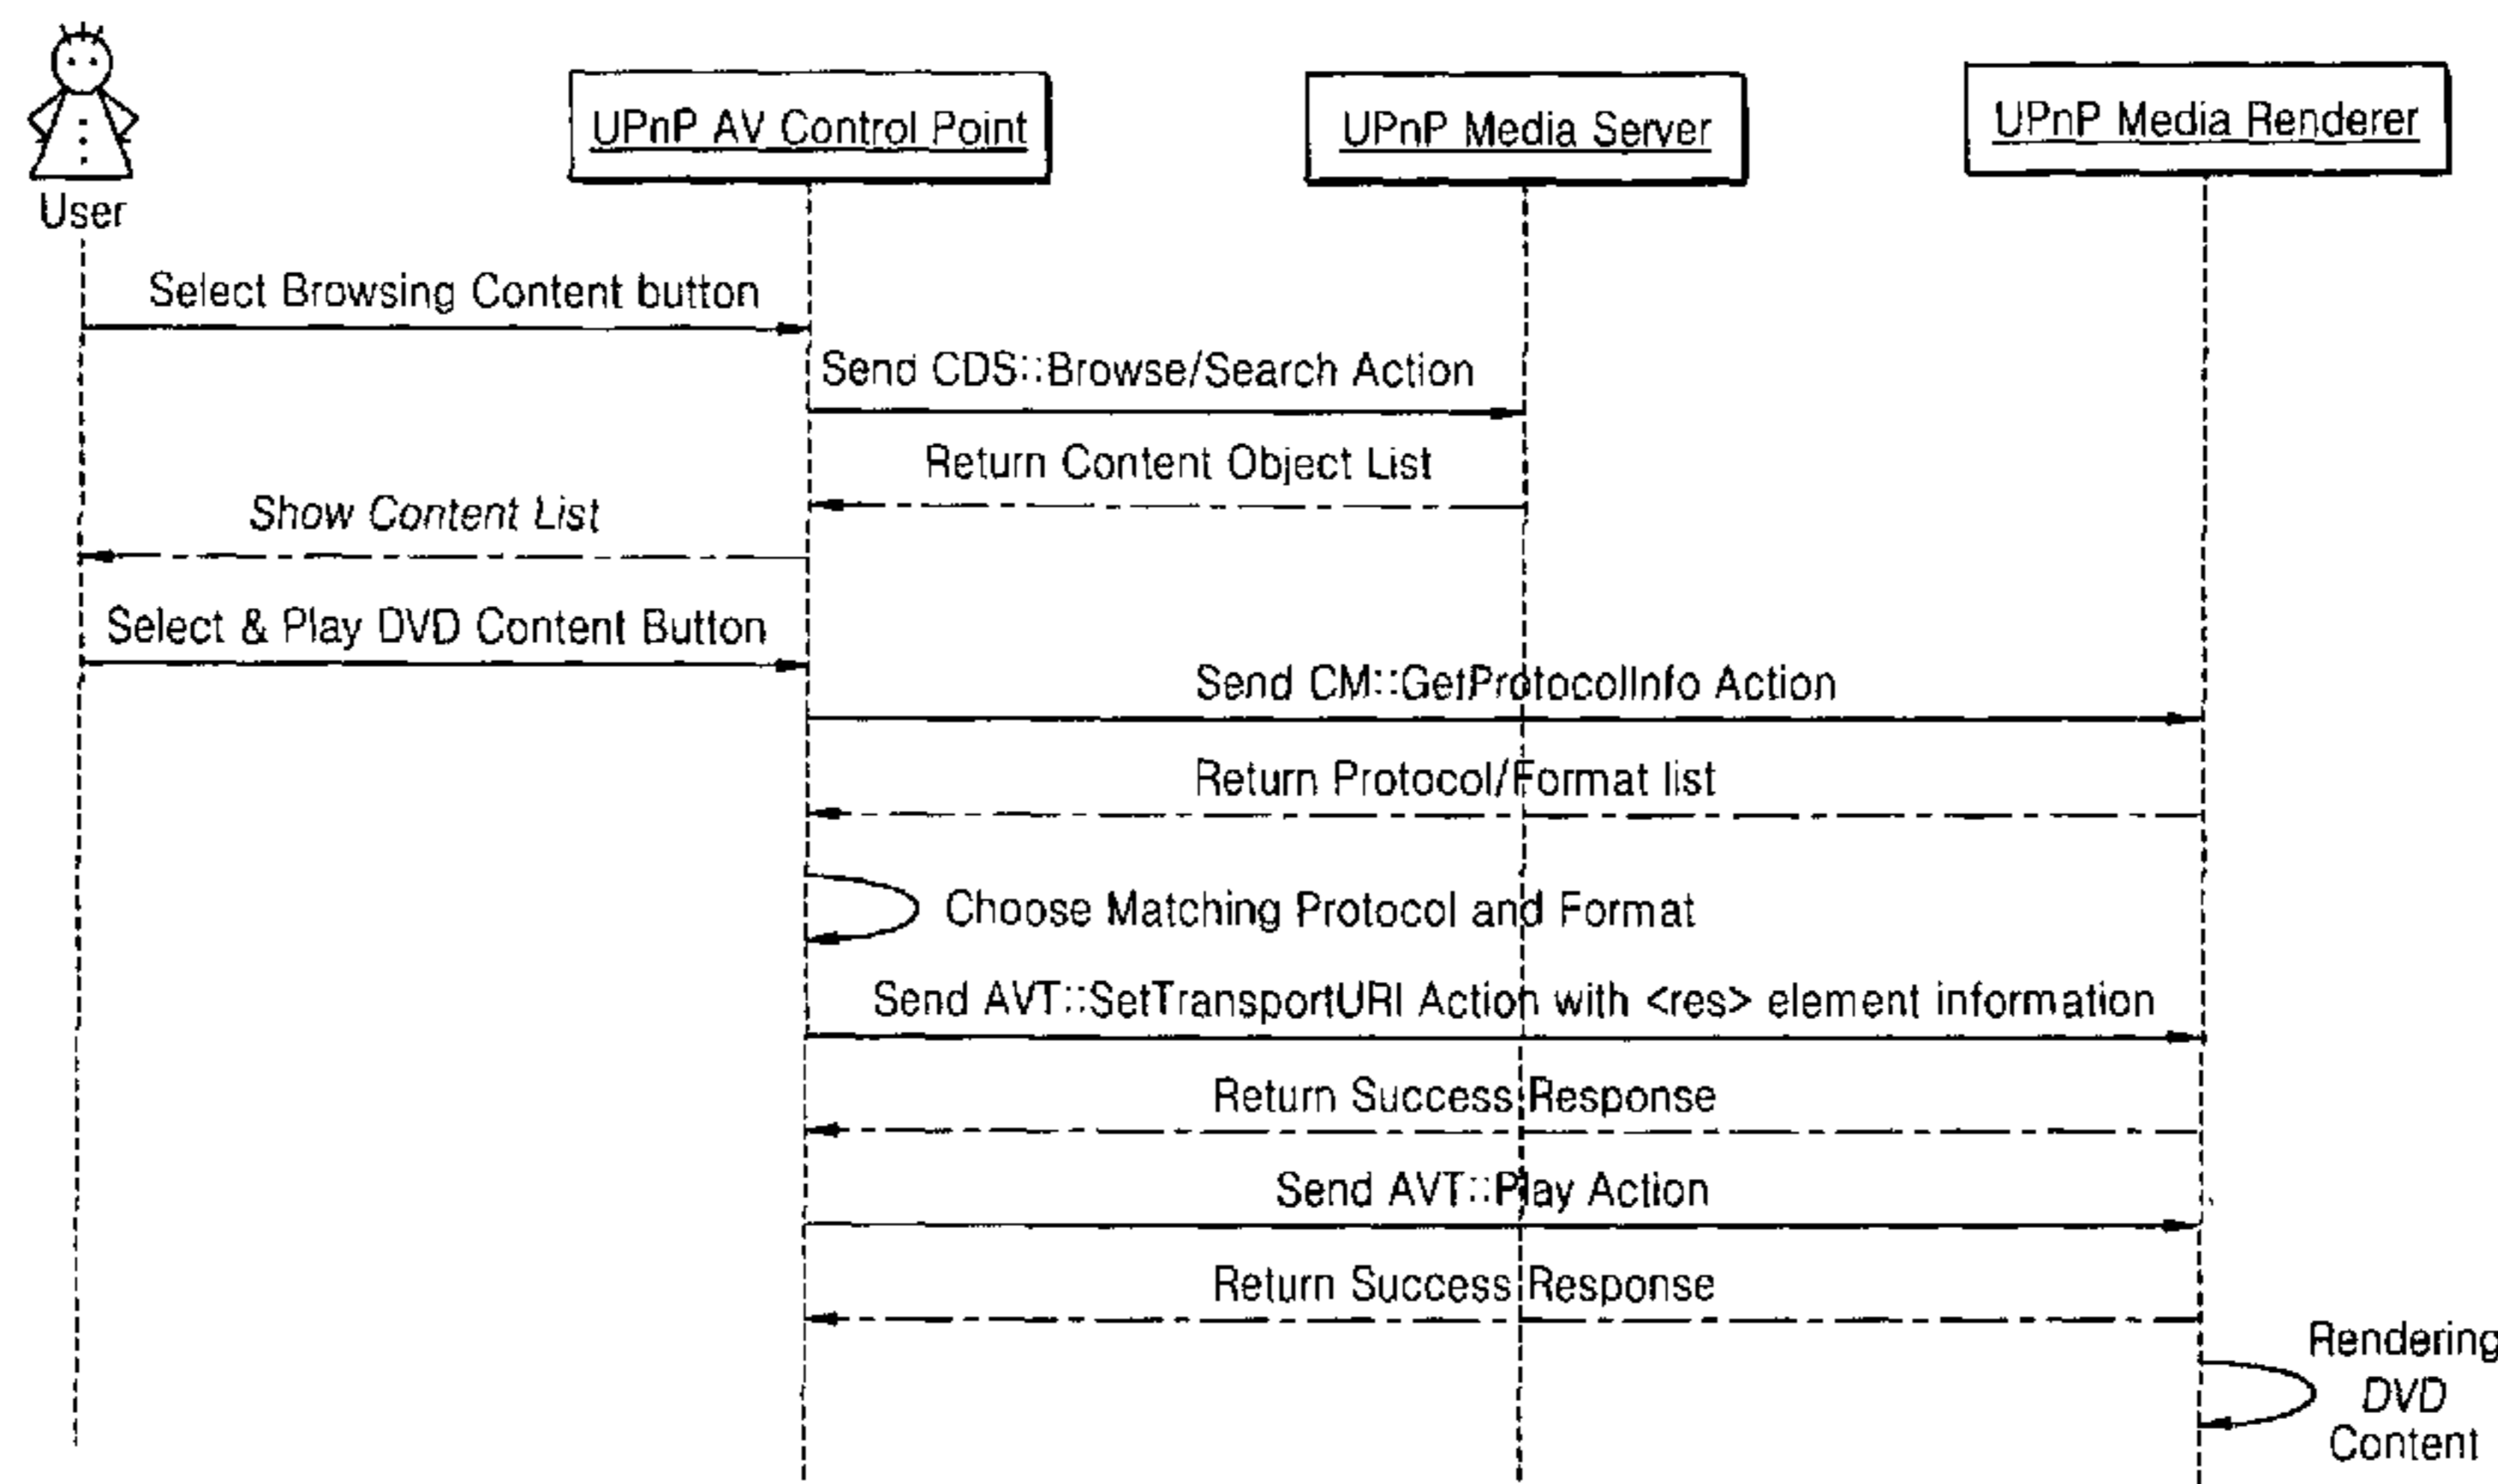 UPnP AV Control Point
UPnP Media Server
UPnP Media Renderer
User
Select Browsing Content button
Send CDS::Browse/Search Action
Return Content Object List
Show Content List
Select & Play DVD Content Button
Send CM::GetProtocolInfo Action
Return Protocol/Format list
Choose Matching Protocol and Format
Send AVT::SetTransportURI Action with <res> element information
Return Success Response
Send AVT::Play Action
Return Success Response
Rendering
DVD
Content